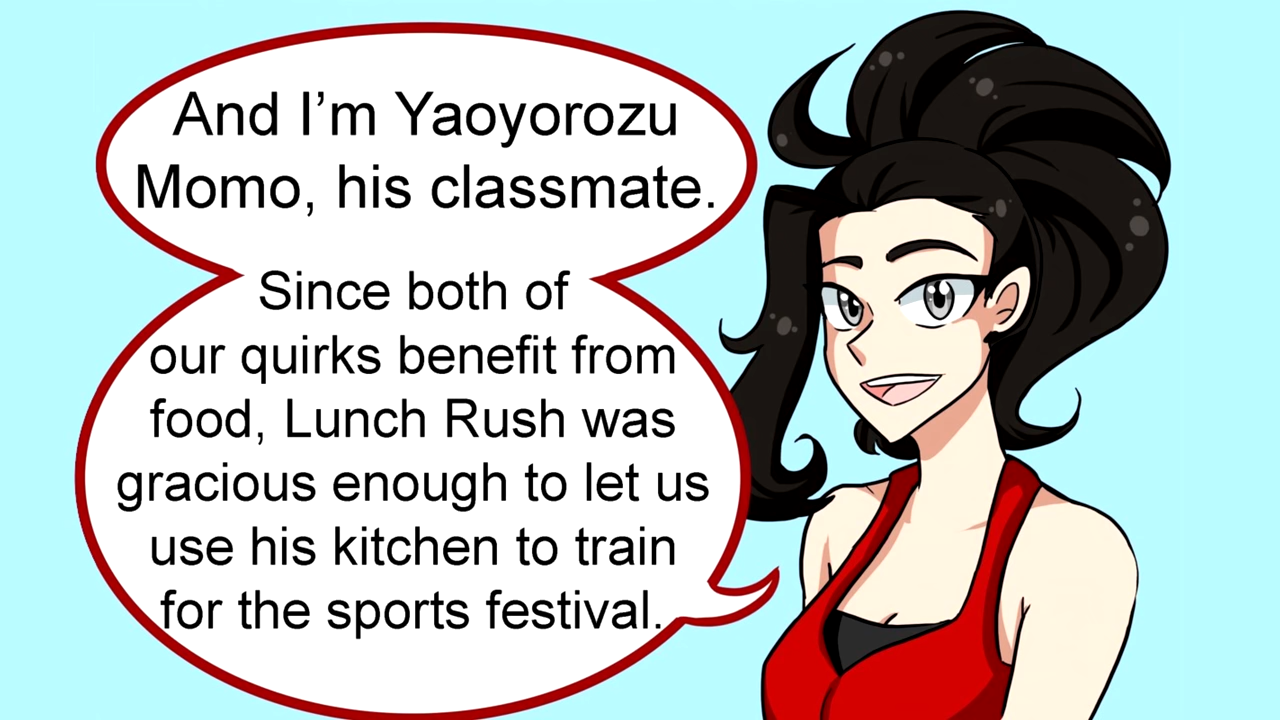 And I’m Yaoyorozu
Momo, his classmate.
Since both of
our quirks benefit from
food, Lunch Rush was
gracious enough to let us
use his kitchen to train
for the sports festival.